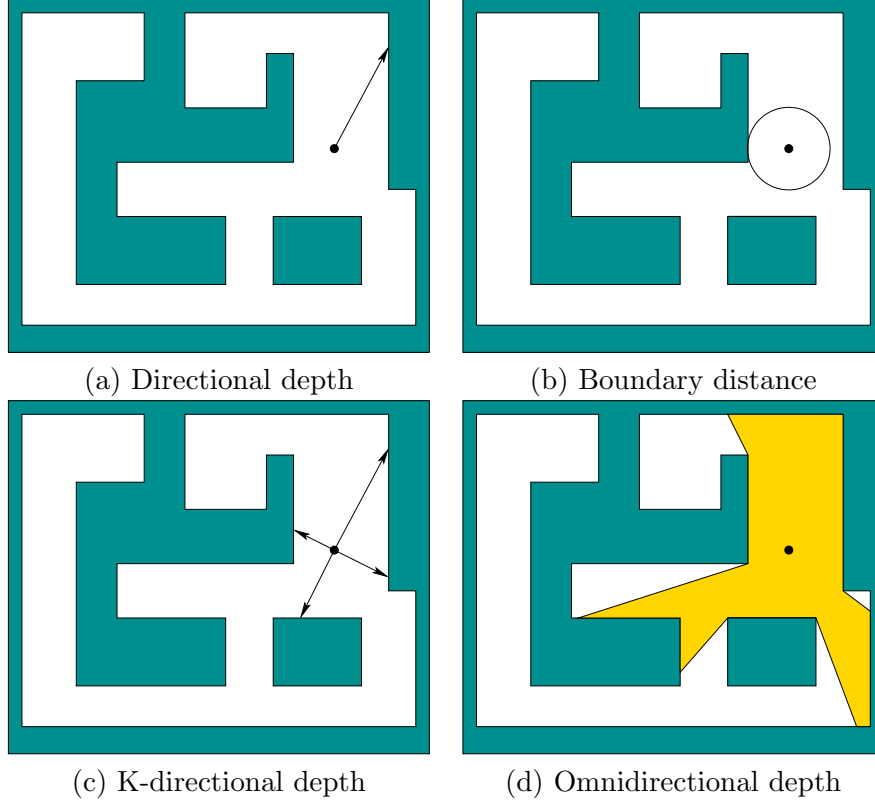 (a) Directional depth
(b) Boundary distance
(c) K-directional depth
(d) Omnidirectional depth